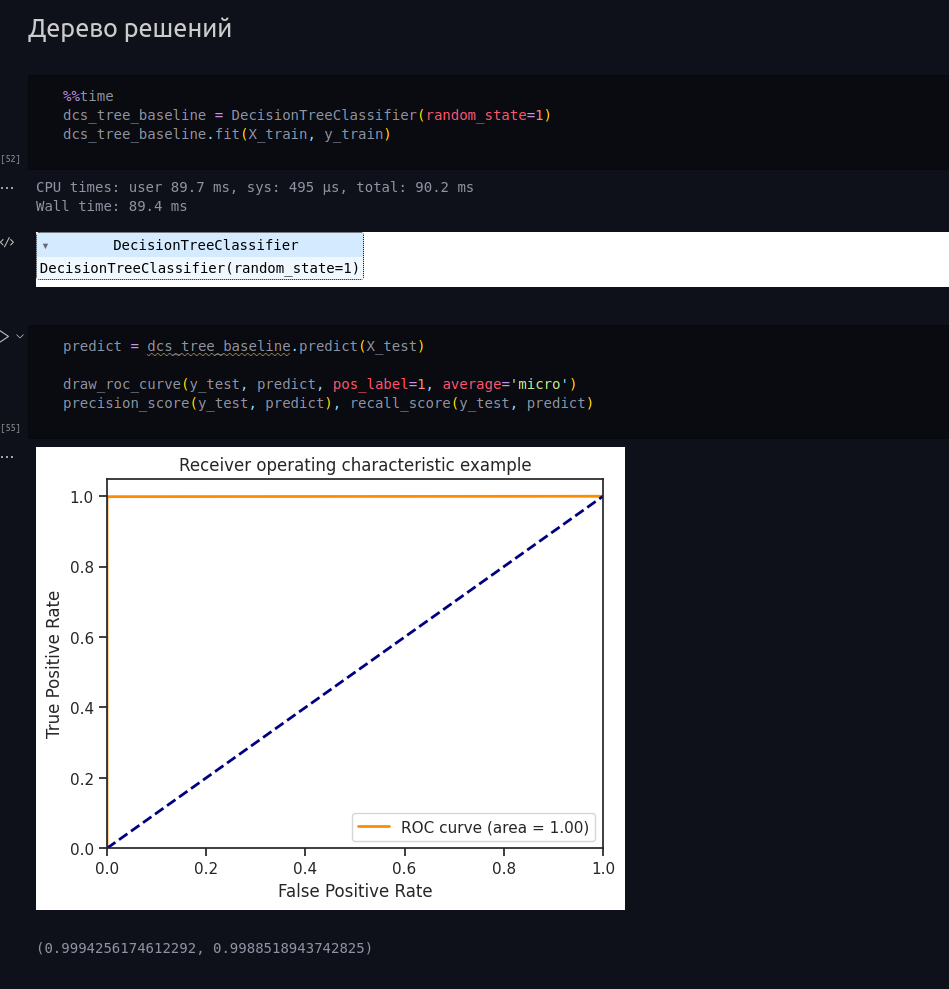 Дерево решений
%%time
dcs_tree_baseline = DecisionTreeClassifier(random_state=1)
dcs_tree_baseline.fit(X_train, y_train)
[52]
... CPU times: user 89.7 ms, sys: 495 µs, total: 90.2 ms
Wall time: 89.4 ms
</> ▾ DecisionTreeClassifier
DecisionTreeClassifier(random_state=1)
predict = dcs_tree_baseline.predict(X_test)
draw_roc_curve(y_test, predict, pos_label=1, average='micro')
precision_score(y_test, predict), recall_score(y_test, predict)
[55]
...
Receiver operating characteristic example
1.0
0.8
0.6
0.4
0.2
0.0
True Positive Rate
ROC curve (area = 1.00)
0.0 0.2 0.4 0.6 0.8 1.0
False Positive Rate
(0.9994256174612292, 0.9988518943742825)